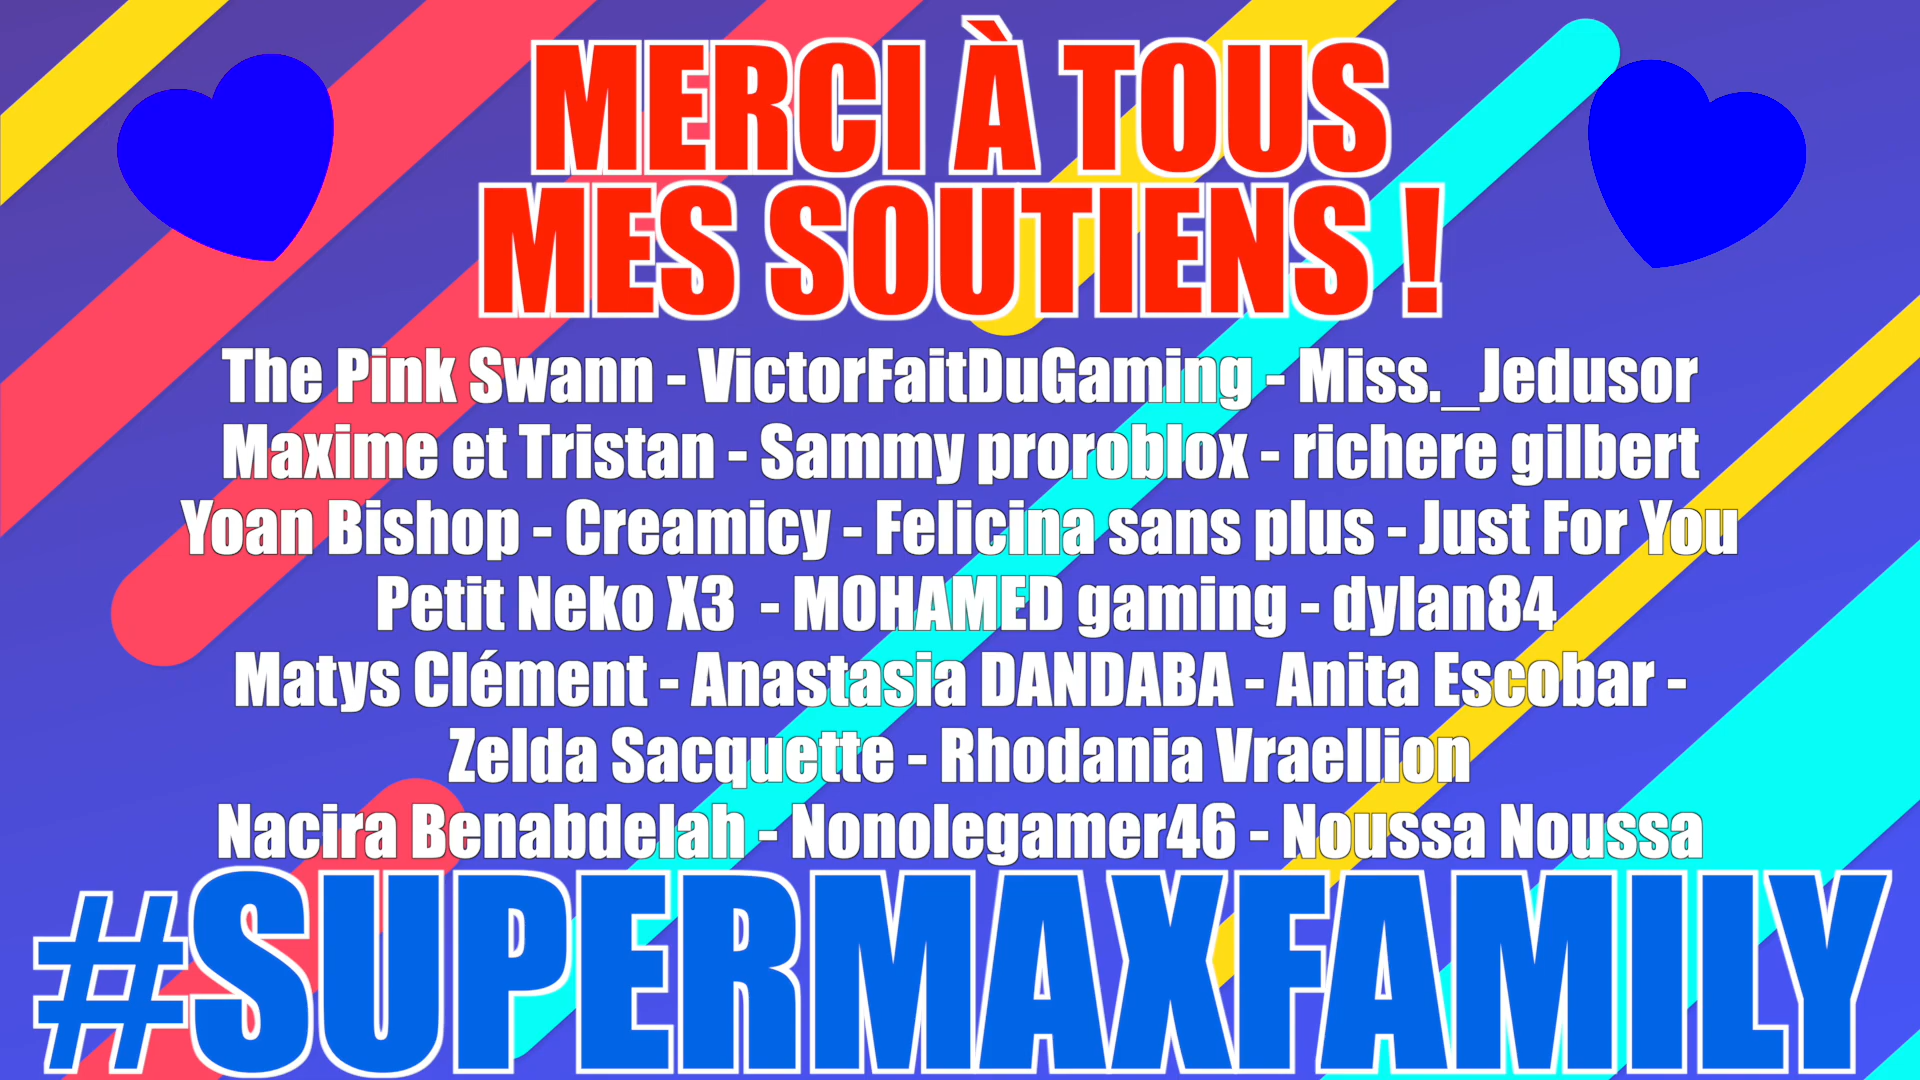 MERCI À TOUS
MES SOUTIENS !
The Pink Swann - VictorFaitDuGaming - Miss._Jedusor
Maxime et Tristan - Sammy proroblox - richere gilbert
Yoan Bishop - Creamicy - Felicina sans plus - Just For You
Petit Neko X3 - MOHAMED gaming - dylan84
Matys Clément - Anastasia DANDABA - Anita Escobar -
Zelda Sacquette - Rhodania Vraellion
Nacira Benabdelah - Nonolegamer46 - Noussa Noussa
#SUPERMAXFAMILY